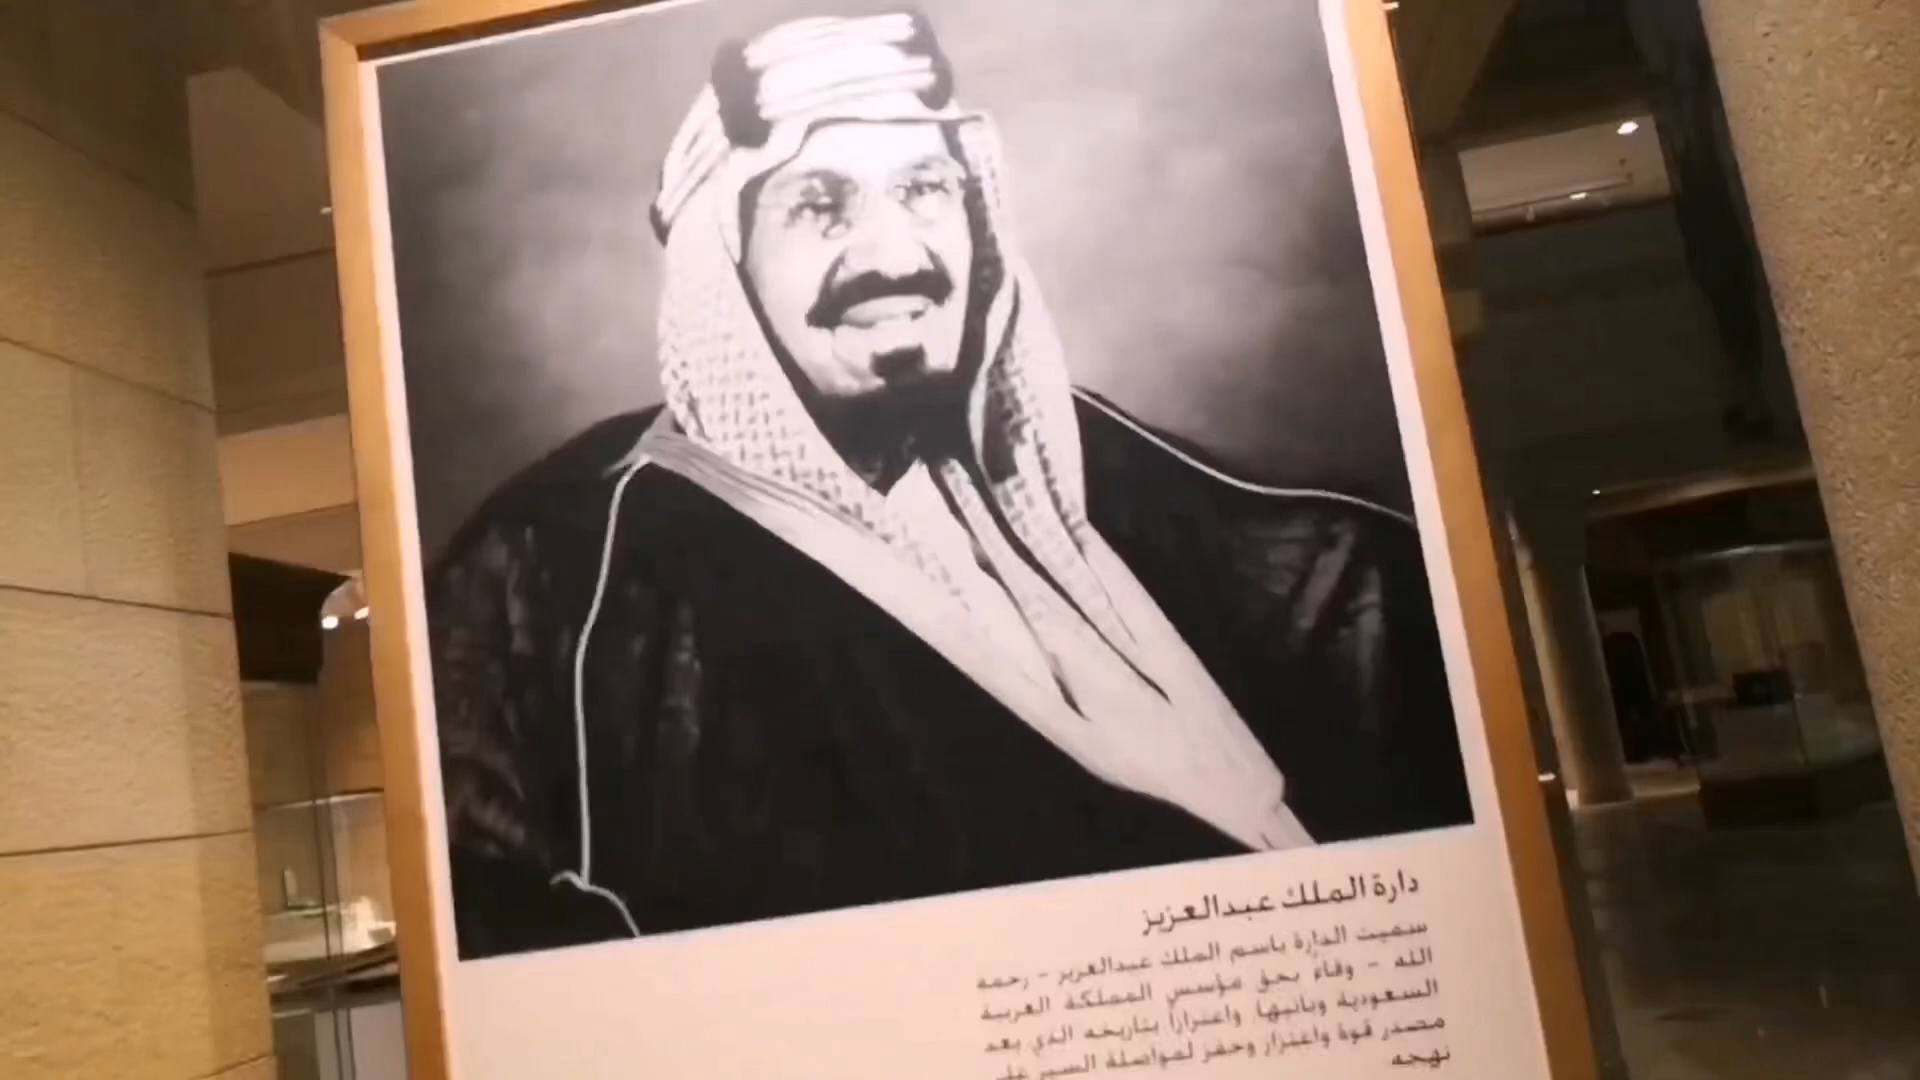 دارة الملك عبدالعزيز
سميت الدارة باسم الملك عبدالعزيز - رحمه
الله - وفاءً بحق مؤسس المملكة العربية
السعودية وبانيها، واعتزازا بتاريخه الذي يعد
مصدر قوة واعتزاز وحفز لمواصلة السير على
نهجه